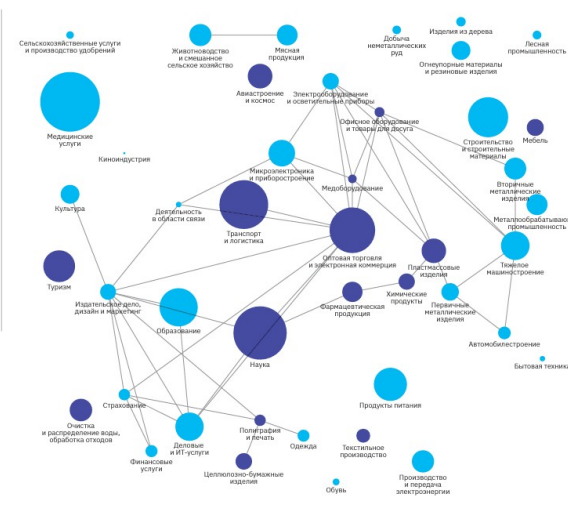 Сельскохозяйственные услуги
и производство удобрений
Животноводство
и смешанное
сельское хозяйство
Мясная
продукция
Добыча
неметаллических
руд
Изделия из дерева
Огнеупорные материалы
и резиновые изделия
Лесная
промышленность
Авиастроение
и космос
Электрооборудование
и осветительные приборы
Офисное оборудование
и товары для досуга
Медицинские
услуги
Киноиндустрия
Строительство
и строительные
материалы
Мебель
Микроэлектроника
и приборостроение
Медоборудование
Вторичные
металлические
изделия
Культура
Деятельность
в области связи
Транспорт
и логистика
Металлообрабатывающая
промышленность
Оптовая торговля
и электронная коммерция
Пластмассовые
изделия
Тяжелое
машиностроение
Туризм
Издательское дело,
дизайн и маркетинг
Образование
Фармацевтическая
продукция
Химические
продукты
Первичные
металлические
изделия
Автомобилестроение
Наука
Бытовая техника
Страхование
Продукты питания
Очистка
и распределение воды,
обработка отходов
Деловые
и ИТ-услуги
Полиграфия
и печать
Одежда
Текстильное
производство
Финансовые
услуги
Целлюлозно-бумажные
изделия
Обувь
Производство
и передача
электроэнергии